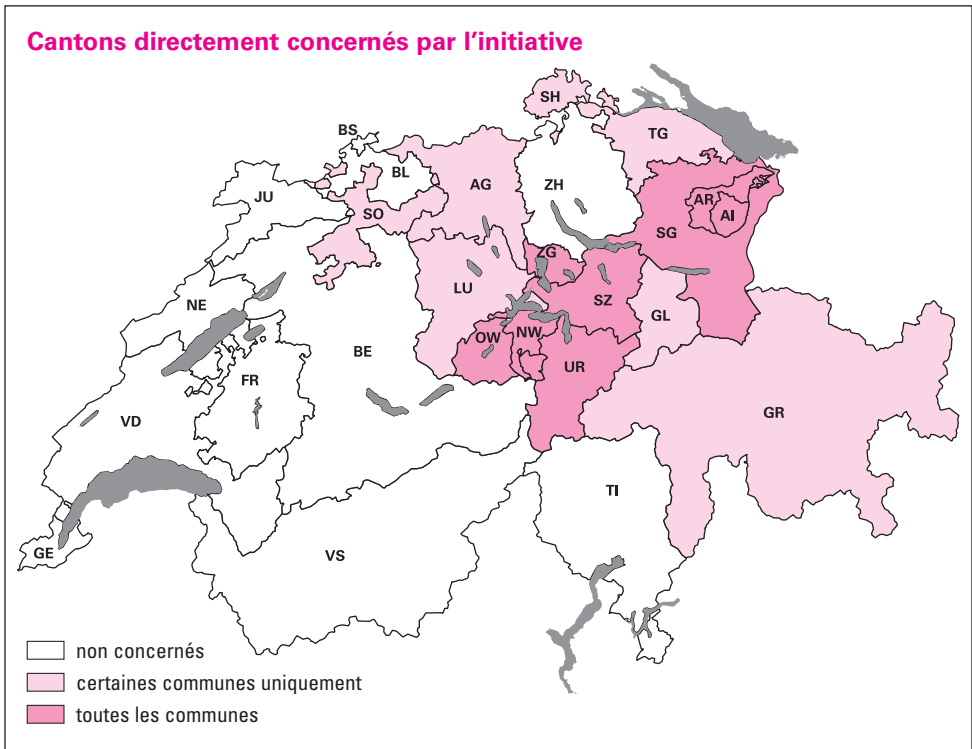 Cantons directement concernés par l'initiative
SH
BS
TG
BL
AG
ZH
JU
AR
AI
SO
SG
ZG
LU
SZ
NE
GL
OW
NW
BE
UR
FR
GR
VD
TI
GE
VS
non concernés
certaines communes uniquement
toutes les communes